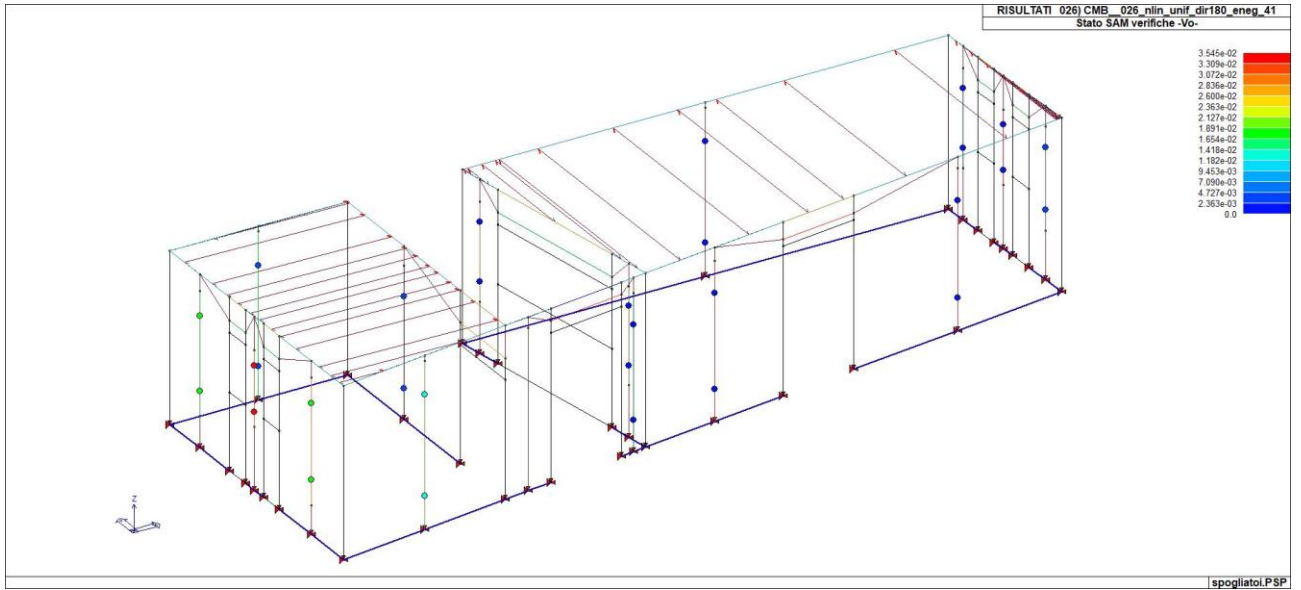 RISULTATI 026) CMB__026_nlin_unif_dir180_eneg_41
Stato SAM verifiche -Vo-
3.545e-02
3.309e-02
3.072e-02
2.836e-02
2.600e-02
2.363e-02
2.127e-02
1.891e-02
1.654e-02
1.418e-02
1.182e-02
9.453e-03
7.090e-03
4.727e-03
2.363e-03
0.0
Z
spogliatoi.PSP